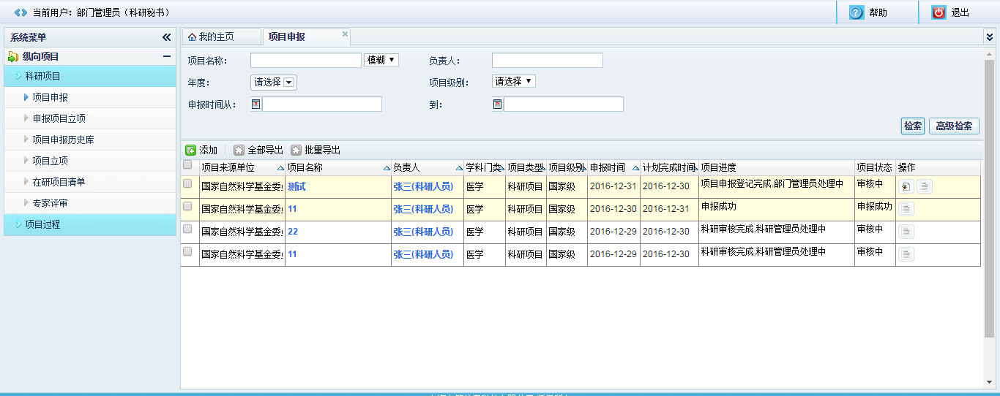 当前用户：部门管理员（科研秘书）
帮助
退出
系统菜单
纵向项目
科研项目
项目申报
申报项目立项
项目申报历史库
项目立项
在研项目清单
专家评审
项目过程
我的主页 项目申报
项目名称： 模糊 负责人：
年度： 请选择 项目级别： 请选择
申报时间从： 到：
检索 高级检索
添加 全部导出 批量导出
项目来源单位 项目名称 负责人 学科门类 项目类型 项目级别 申报时间 计划完成时间 项目进度 项目状态 操作
国家自然科学基金委 测试 张三(科研人员) 医学 科研项目 国家级 2016-12-31 2016-12-30 项目申报登记完成,部门管理员处理中 审核中
国家自然科学基金委 11 张三(科研人员) 医学 科研项目 国家级 2016-12-30 2016-12-31 申报成功 申报成功
国家自然科学基金委 22 张三(科研人员) 医学 科研项目 国家级 2016-12-29 2016-12-30 科研审核完成,科研管理员处理中 审核中
国家自然科学基金委 11 张三(科研人员) 医学 科研项目 国家级 2016-12-29 2016-12-30 科研审核完成,科研管理员处理中 审核中